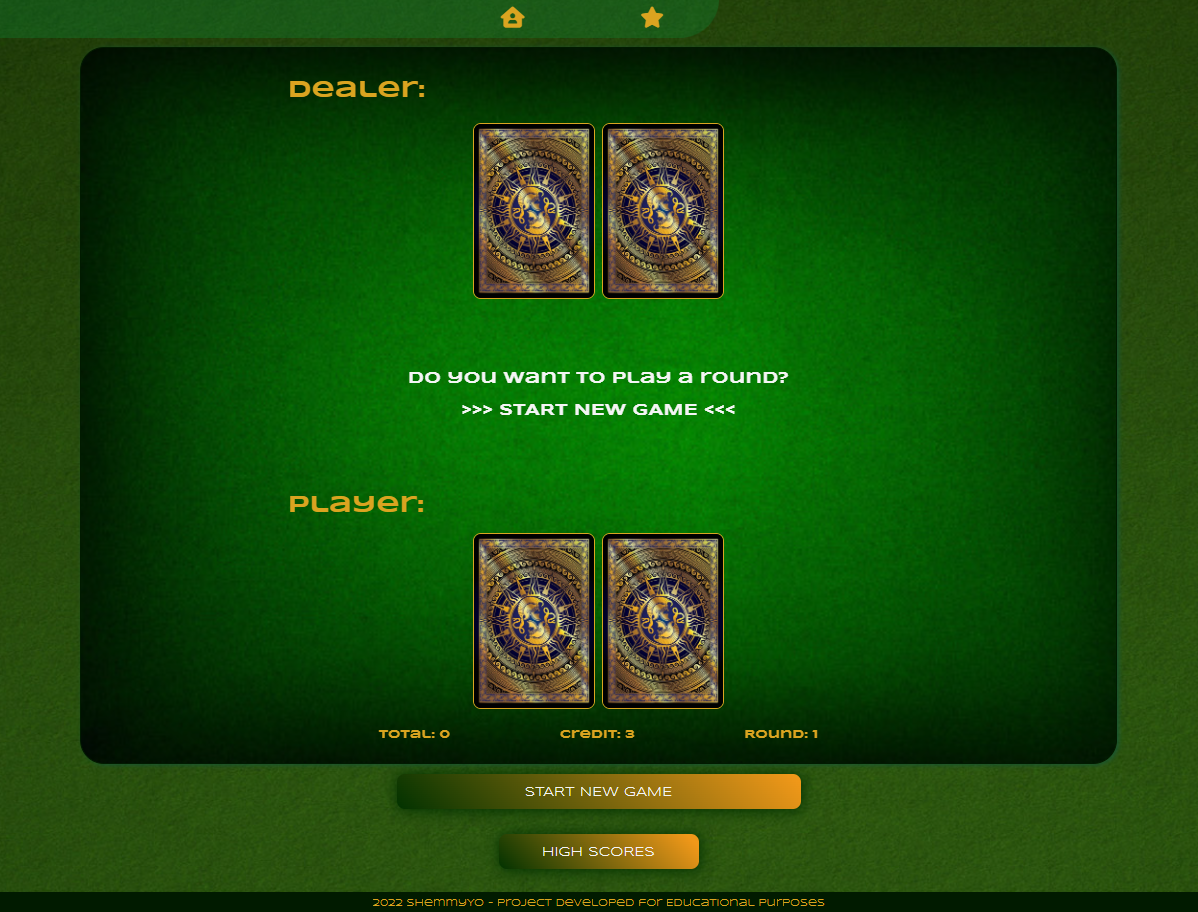 Dealer:
Do you want to play a round?
>>> START NEW GAME <<<
Player:
Total: 0 Credit: 3 Round: 1
START NEW GAME
HIGH SCORES
2022 ShemmyYo - Project Developed for Educational Purposes